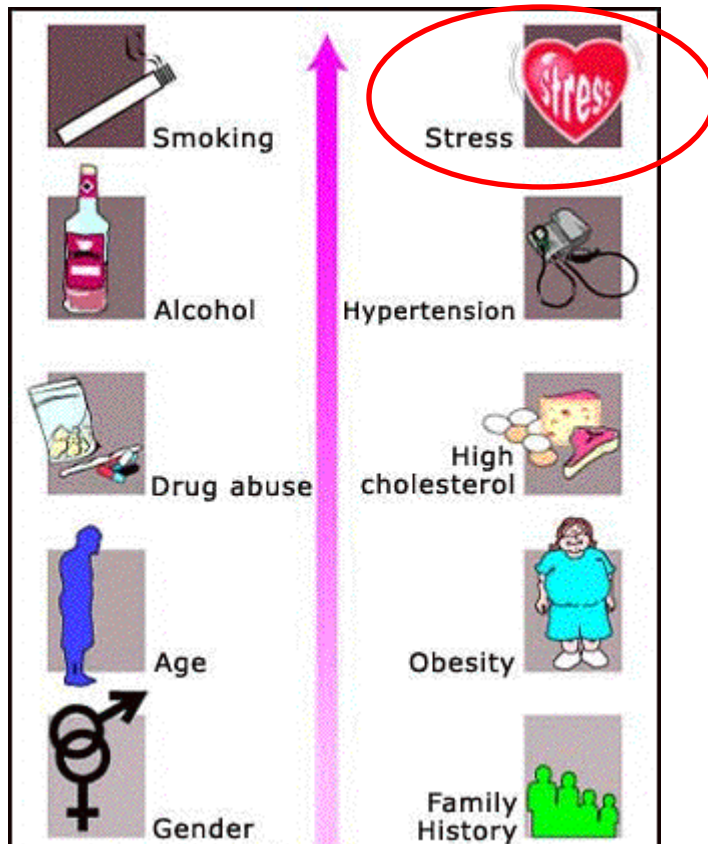 Smoking
stress
Stress
Alcohol
Hypertension
Drug abuse
High
cholesterol
Age
Obesity
Gender
Family
History